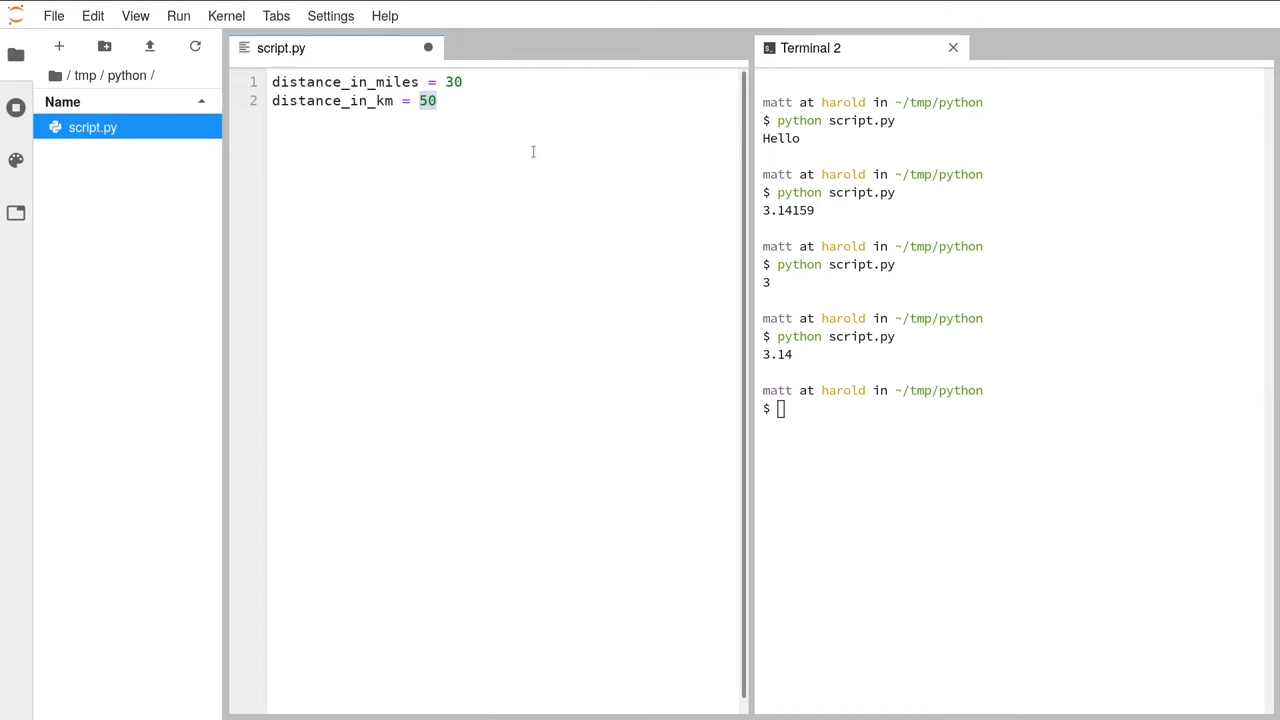 File Edit View Run Kernel Tabs Settings Help
/ tmp / python /
Name
script.py
script.py
1 distance_in_miles = 30
2 distance_in_km = 50
Terminal 2
matt at harold in ~/tmp/python
$ python script.py
Hello
matt at harold in ~/tmp/python
$ python script.py
3.14159
matt at harold in ~/tmp/python
$ python script.py
3
matt at harold in ~/tmp/python
$ python script.py
3.14
matt at harold in ~/tmp/python
$